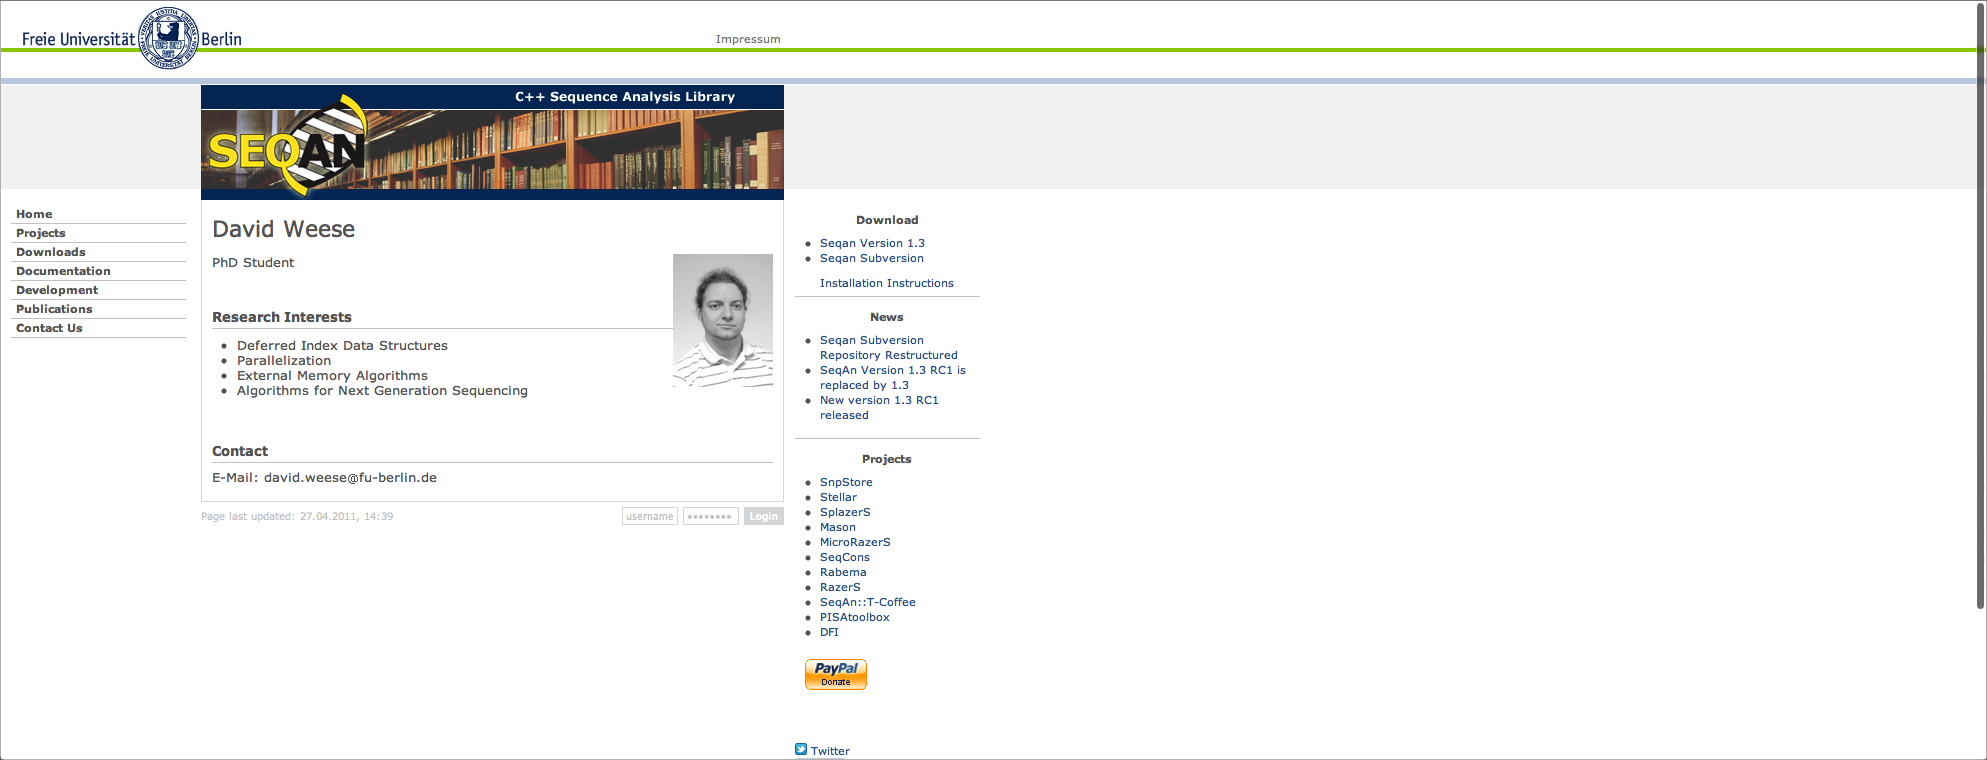 Freie Universität Berlin
Impressum
C++ Sequence Analysis Library
SEQAN
Home
Projects
Downloads
Documentation
Development
Publications
Contact Us
David Weese
PhD Student
Research Interests
Deferred Index Data Structures
Parallelization
External Memory Algorithms
Algorithms for Next Generation Sequencing
Contact
E-Mail: david.weese@fu-berlin.de
Page last updated: 27.04.2011, 14:39
username
Login
Download
Seqan Version 1.3
Seqan Subversion
Installation Instructions
News
Seqan Subversion
Repository Restructured
SeqAn Version 1.3 RC1 is
replaced by 1.3
New version 1.3 RC1
released
Projects
SnpStore
Stellar
SplazerS
Mason
MicroRazerS
SeqCons
Rabema
RazerS
SeqAn::T-Coffee
PISAtoolbox
DFI
PayPal
Donate
Twitter